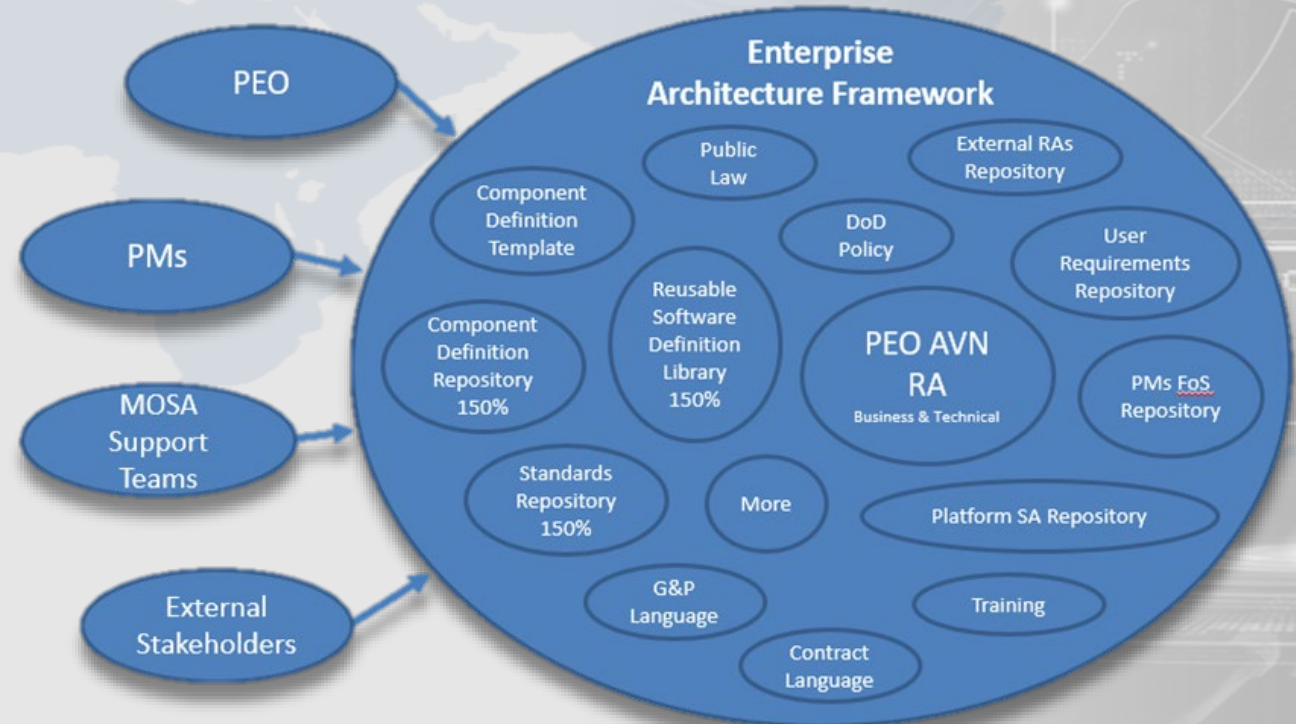 PEO
PMs
MOSA
Support
Teams
External
Stakeholders
Enterprise
Architecture Framework
Public
Law
External RAs
Repository
Component
Definition
Template
DoD
Policy
User
Requirements
Repository
Reusable
Software
Definition
Library
150%
Component
Definition
Repository
150%
PEO AVN
RA
Business & Technical
PMs FoS
Repository
Standards
Repository
150%
More
Platform SA Repository
G&P
Language
Training
Contract
Language